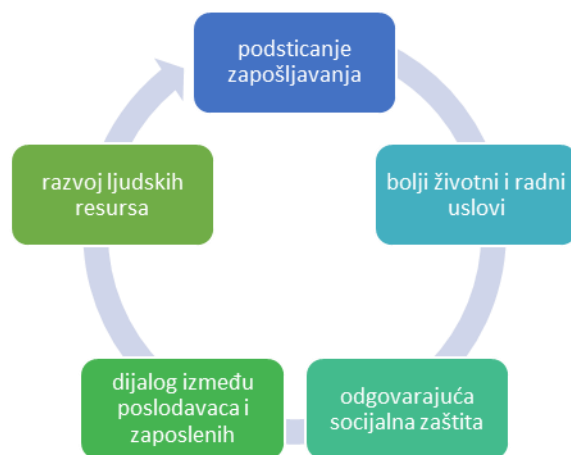 podsticanje
zapošljavanja
bolji životni i radni
uslovi
odgovarajuća
socijalna zaštita
dijalog između
poslodavaca i
zaposlenih
razvoj ljudskih
resursa